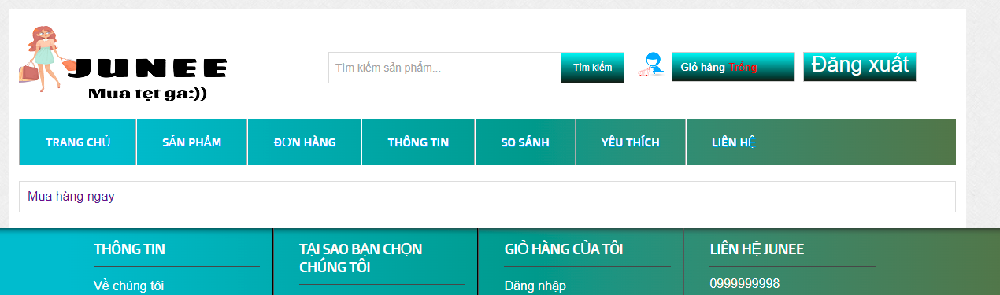 JUNEE
Mua tẹt ga:))
Tìm kiếm sản phẩm...
Tìm kiếm
Giỏ hàng Trống
Đăng xuất
TRANG CHỦ
SẢN PHẨM
ĐƠN HÀNG
THÔNG TIN
SO SÁNH
YÊU THÍCH
LIÊN HỆ
Mua hàng ngay
THÔNG TIN
Về chúng tôi
TẠI SAO BẠN CHỌN
CHÚNG TÔI
GIỎ HÀNG CỦA TÔI
Đăng nhập
LIÊN HỆ JUNEE
0999999998